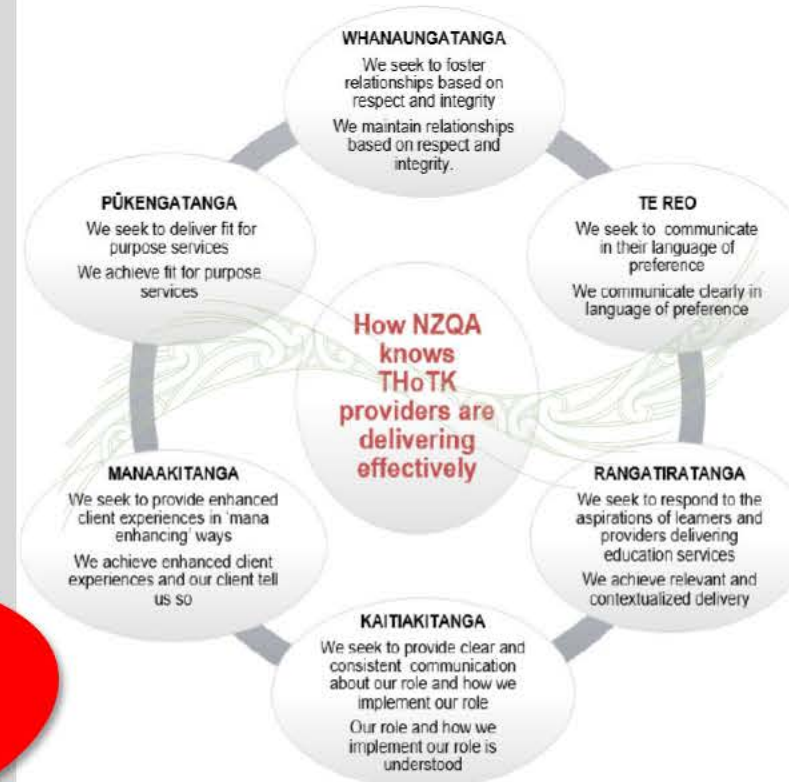 WHANAUNGATANGA
We seek to foster
relationships based on
respect and integrity
We maintain relationships
based on respect and
integrity.
PŪKENGATANGA
We seek to deliver fit for
purpose services
We achieve fit for purpose
services
TE REO
We seek to communicate
in their language of
preference
We communicate clearly in
language of preference
How NZQA
knows
THoTK
providers are
delivering
effectively
MANAAKITANGA
We seek to provide enhanced
client experiences in 'mana
enhancing' ways
We achieve enhanced client
experiences and our client tell
us so
RANGATIRATANGA
We seek to respond to the
aspirations of learners and
providers delivering
education services
We achieve relevant and
contextualized delivery
KAITIAKITANGA
We seek to provide clear and
consistent communication
about our role and how we
implement our role
Our role and how we
implement our role is
understood